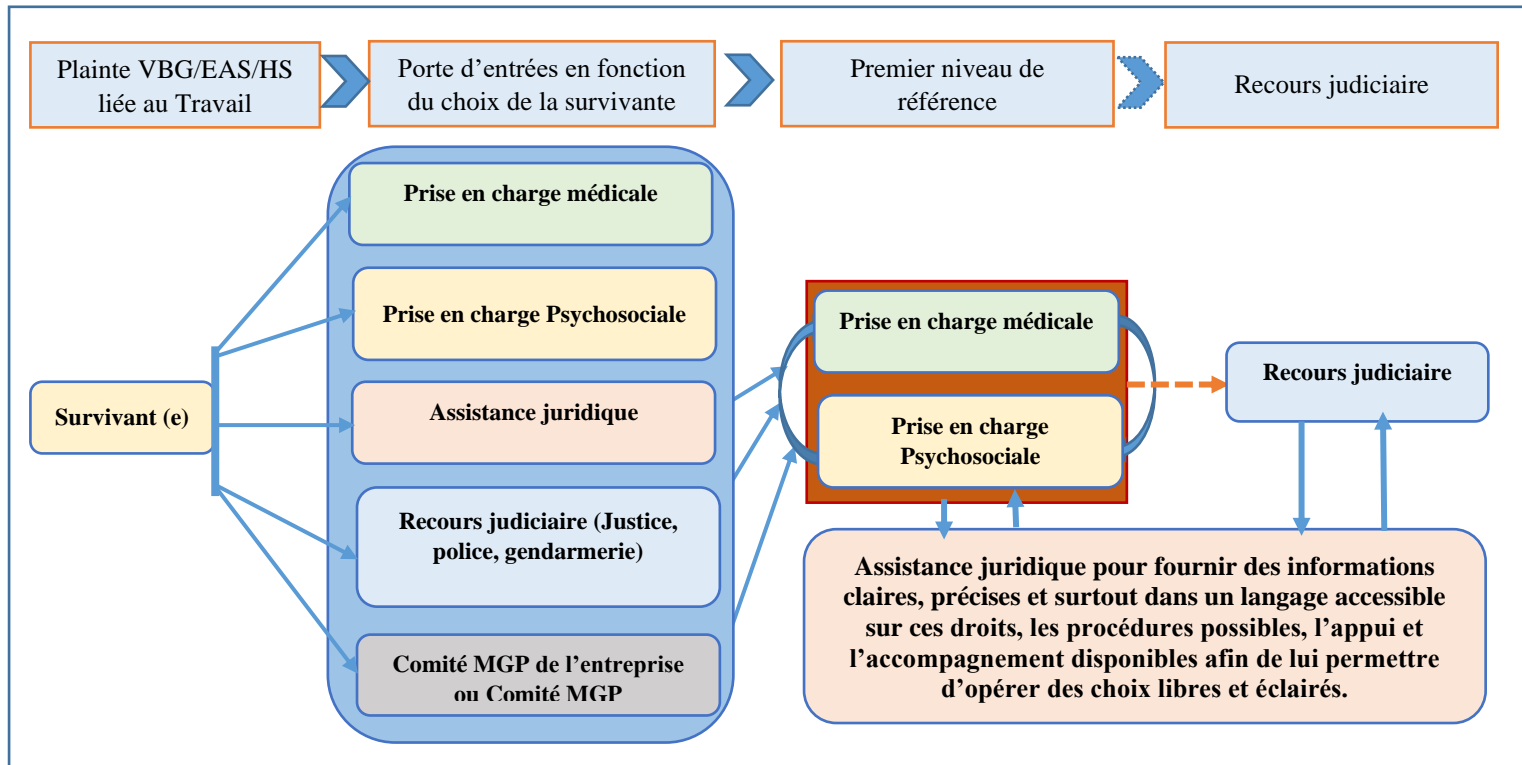 Plainte VBG/EAS/HS
liée au Travail
Porte d’entrées en fonction
du choix de la survivante
Premier niveau de
référence
Recours judiciaire
Survivant (e)
Prise en charge médicale
Prise en charge Psychosociale
Assistance juridique
Recours judiciaire (Justice,
police, gendarmerie)
Comité MGP de l’entreprise
ou Comité MGP
Prise en charge médicale
Prise en charge
Psychosociale
Recours judiciaire
Assistance juridique pour fournir des informations
claires, précises et surtout dans un langage accessible
sur ces droits, les procédures possibles, l’appui et
l’accompagnement disponibles afin de lui permettre
d’opérer des choix libres et éclairés.